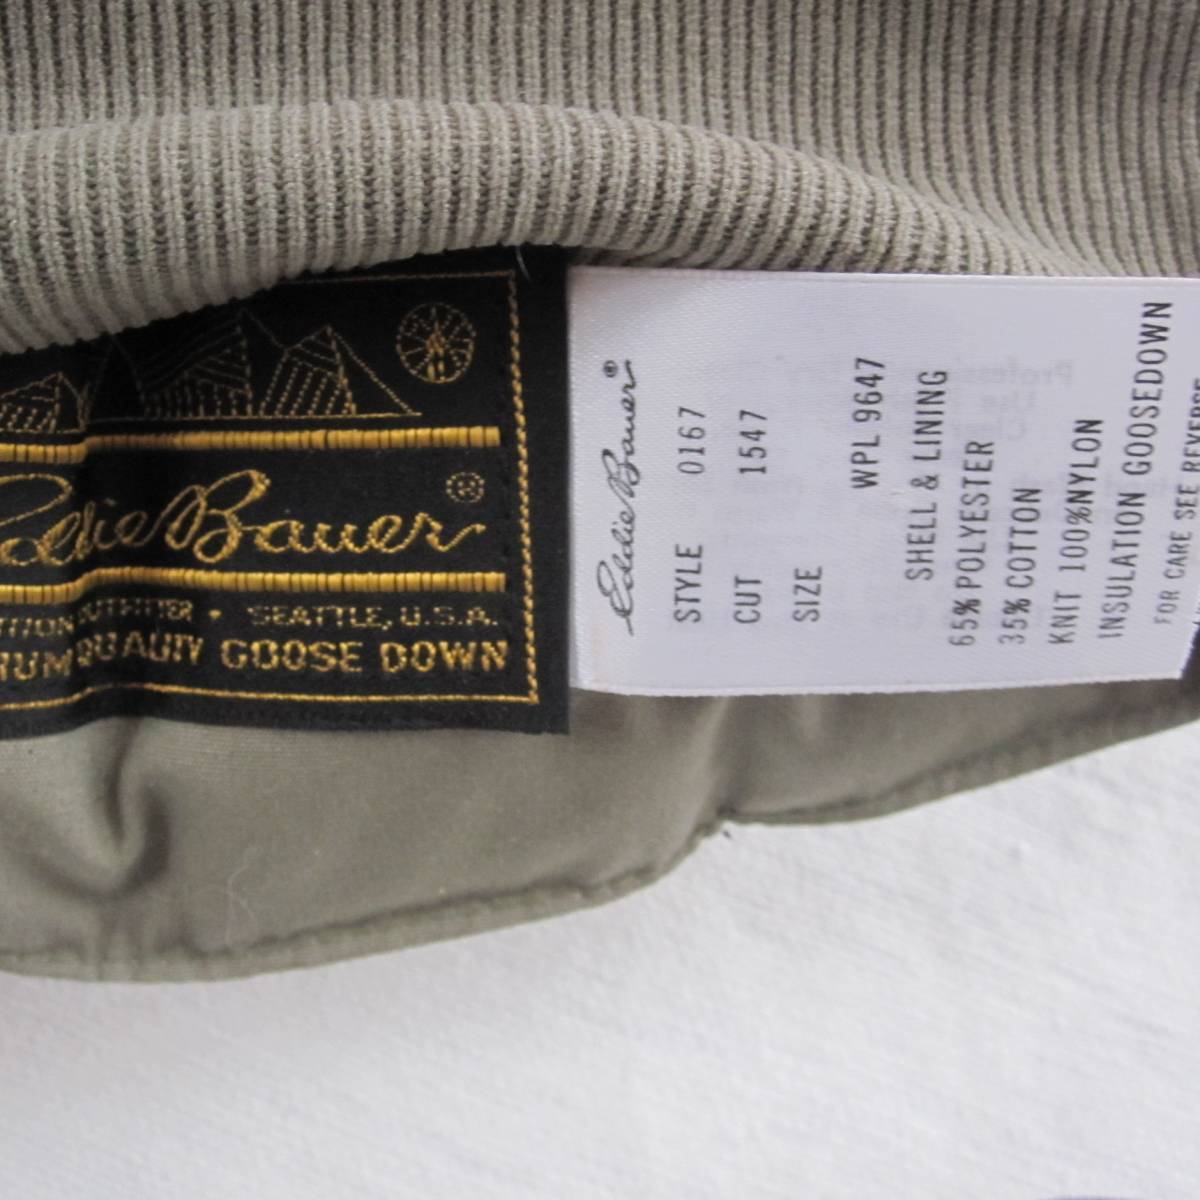 Eddie Bauer ®
OUTFITTER • SEATTLE, U.S.A.
QUALITY GOOSE DOWN
Eddie Bauer®
STYLE 0167
CUT 1547
SIZE
WPL 9647
SHELL & LINING
65% POLYESTER
35% COTTON
KNIT 100%NYLON
INSULATION GOOSEDOWN
FOR CARE SEE REVERSE